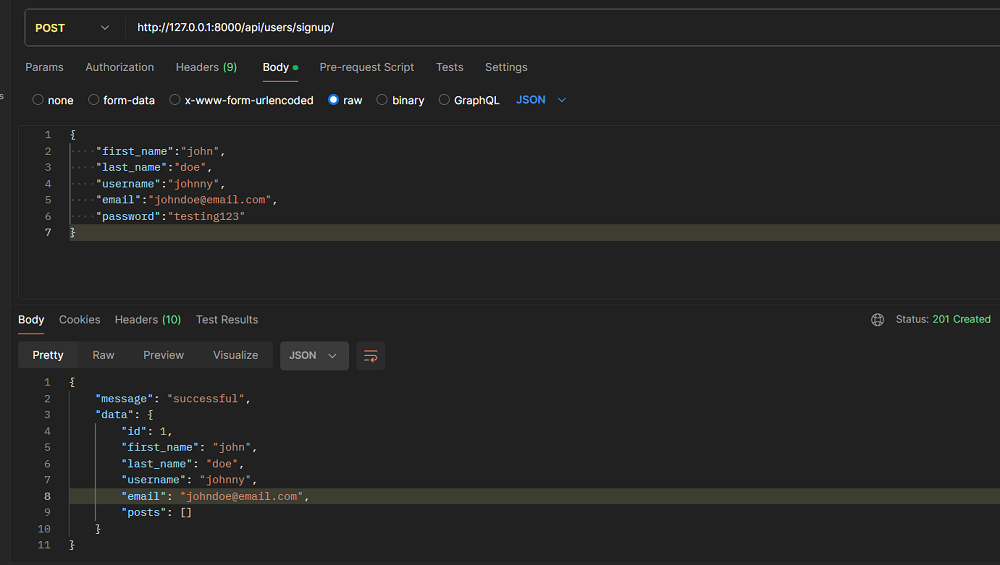 POST http://127.0.0.1:8000/api/users/signup/
Params Authorization Headers (9) Body Pre-request Script Tests Settings
s
none form-data x-www-form-urlencoded raw binary GraphQL JSON
1 {
2 "first_name":"john",
3 "last_name":"doe",
4 "username":"johnny",
5 "email":"johndoe@email.com",
6 "password":"testing123"
7 }
Body Cookies Headers (10) Test Results Status: 201 Created
Pretty Raw Preview Visualize JSON
1 {
2 "message": "successful",
3 "data": {
4 "id": 1,
5 "first_name": "john",
6 "last_name": "doe",
7 "username": "johnny",
8 "email": "johndoe@email.com",
9 "posts": []
10 }
11 }